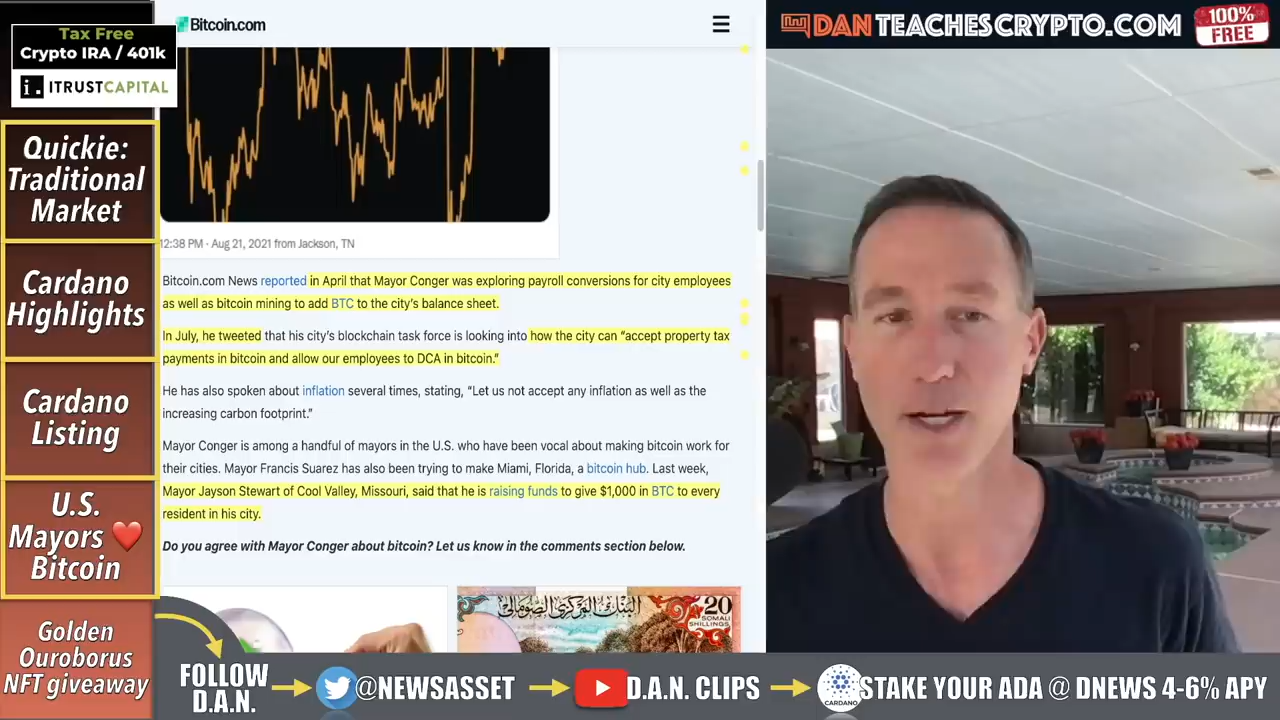 Tax Free
Crypto IRA / 401k
i.
ITRUSTCAPITAL
Quickie:
Traditional
Market
Cardano
Highlights
Cardano
Listing
U.S.
Mayors ❤️
Bitcoin
Golden
Ouroborus
NFT giveaway
Bitcoin.com
12:38 PM · Aug 21, 2021 from Jackson, TN
Bitcoin.com News reported in April that Mayor Conger was exploring payroll conversions for city employees
as well as bitcoin mining to add BTC to the city's balance sheet.
In July, he tweeted that his city's blockchain task force is looking into how the city can “accept property tax
payments in bitcoin and allow our employees to DCA in bitcoin.”
He has also spoken about inflation several times, stating, “Let us not accept any inflation as well as the
increasing carbon footprint.”
Mayor Conger is among a handful of mayors in the U.S. who have been vocal about making bitcoin work for
their cities. Mayor Francis Suarez has also been trying to make Miami, Florida, a bitcoin hub. Last week,
Mayor Jayson Stewart of Cool Valley, Missouri, said that he is raising funds to give $1,000 in BTC to every
resident in his city.
Do you agree with Mayor Conger about bitcoin? Let us know in the comments section below.
البنك المركزي الصومالي
20
SOMALI
SHILLINGS
DANTEACHESCRYPTO.COM
100%
FREE
FOLLOW
D.A.N.
@NEWSASSET
D.A.N. CLIPS
CARDANO
STAKE YOUR ADA @ DNEWS 4-6% APY